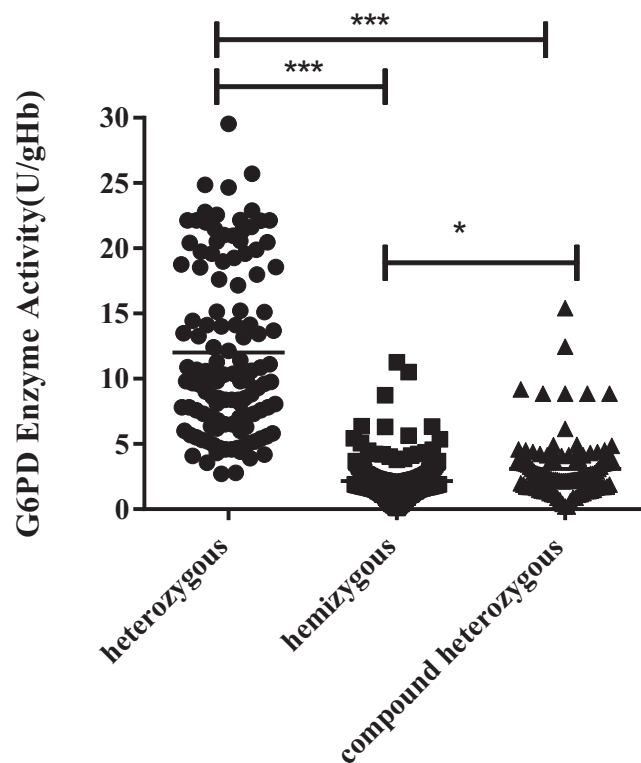 ***
***
G6PD Enzyme Activity(U/gHb)
30
25
20
15
10
5
0
*
heterozygous
hemizygous
compound heterozygous